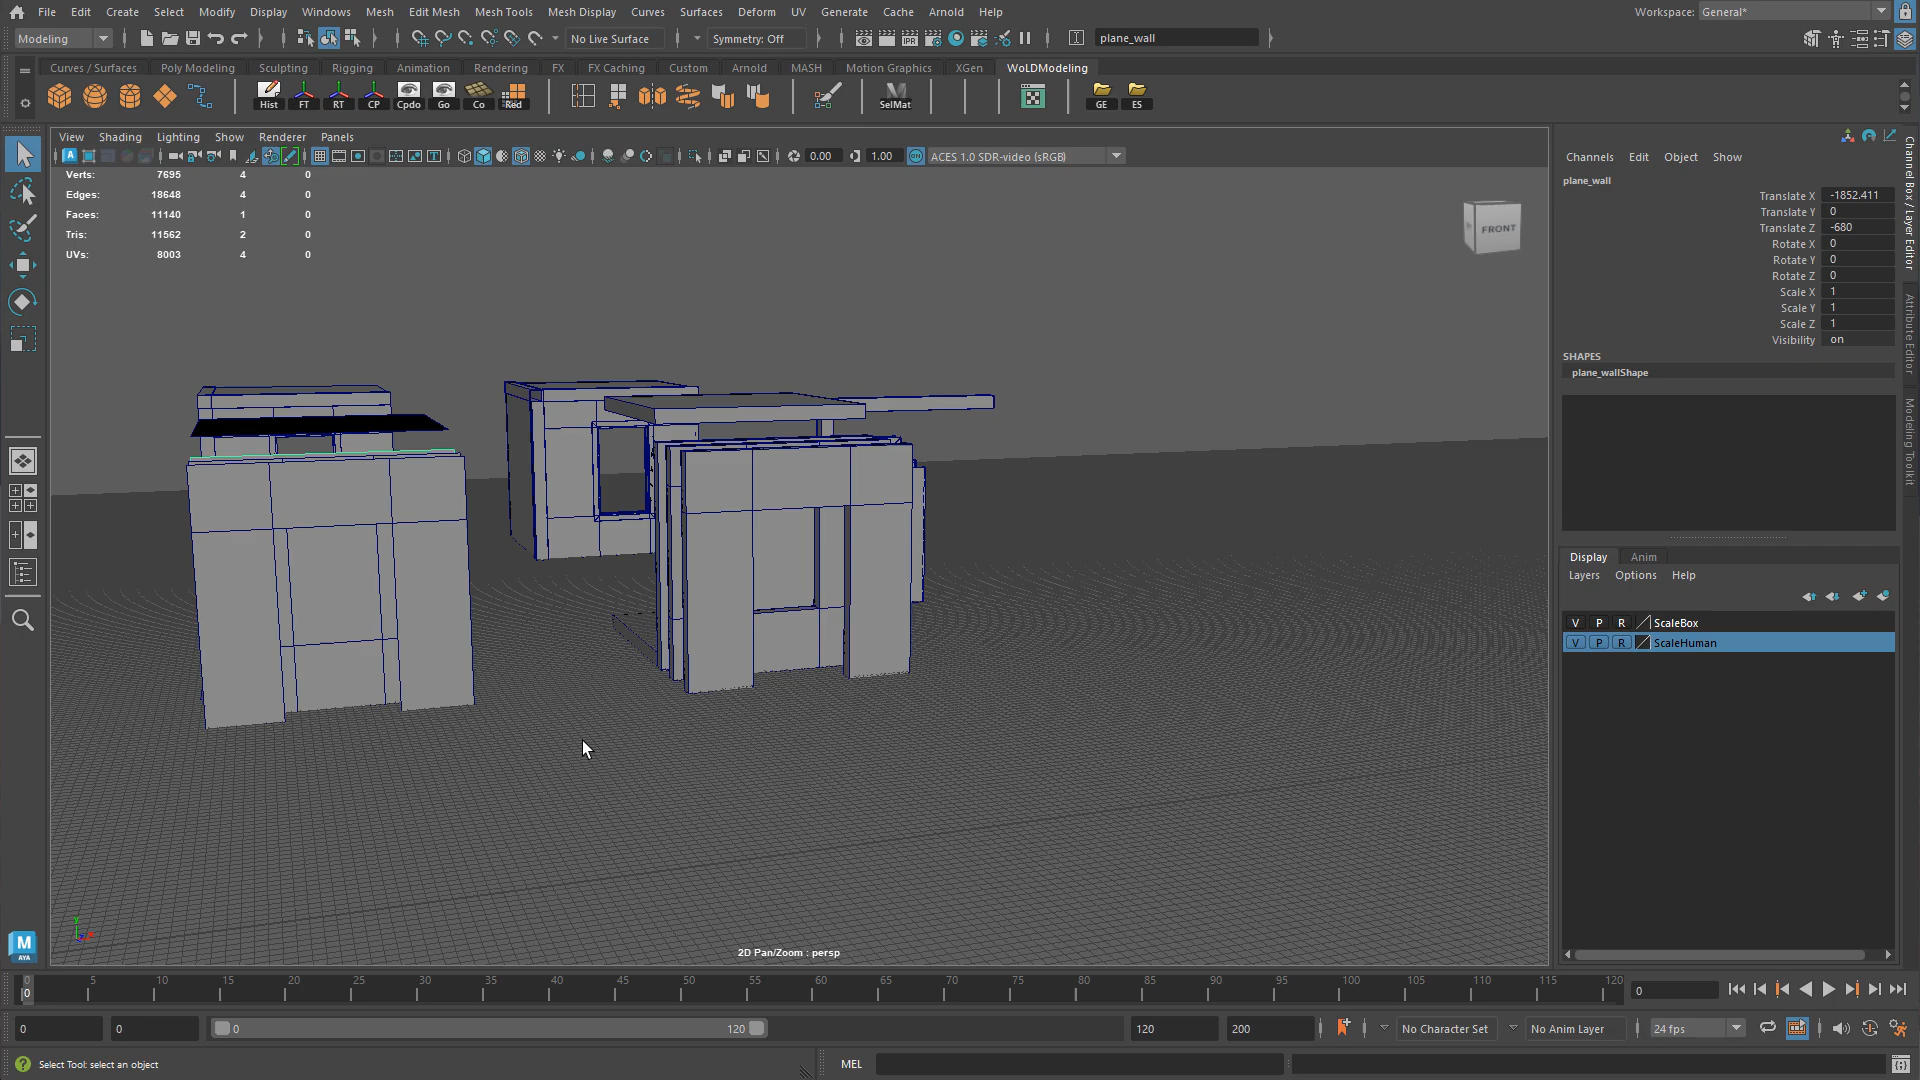 File Edit Create Select Modify Display Windows Mesh Edit Mesh Mesh Tools Mesh Display Curves Surfaces Deform UV Generate Cache Arnold Help
Workspace: General*
Modeling No Live Surface Symmetry: Off IPR plane_wall
Curves / Surfaces Poly Modeling Sculpting Rigging Animation Rendering FX FX Caching Custom Arnold MASH Motion Graphics XGen WoLDModeling
Hist FT RT CP Cpdo Go Co Red SelMat GE ES
View Shading Lighting Show Renderer Panels
0.00 1.00 ACES 1.0 SDR-video (sRGB)
Verts: 7695 4 0
Edges: 18648 4 0
Faces: 11140 1 0
Tris: 11562 2 0
UVs: 8003 4 0
FRONT
2D Pan/Zoom : persp
Channels Edit Object Show
plane_wall
Translate X -1852.411
Translate Y 0
Translate Z -680
Rotate X 0
Rotate Y 0
Rotate Z 0
Scale X 1
Scale Y 1
Scale Z 1
Visibility on
SHAPES
plane_wallShape
Display Anim
Layers Options Help
V P R ScaleBox
V P R ScaleHuman
Channel Box / Layer Editor
Attribute Editor
Modeling Toolkit
M
AYA
0 5 10 15 20 25 30 35 40 45 50 55 60 65 70 75 80 85 90 95 100 105 110 115 120
0
0
0 0 0 120 120 200 No Character Set No Anim Layer 24 fps
Select Tool: select an object MEL